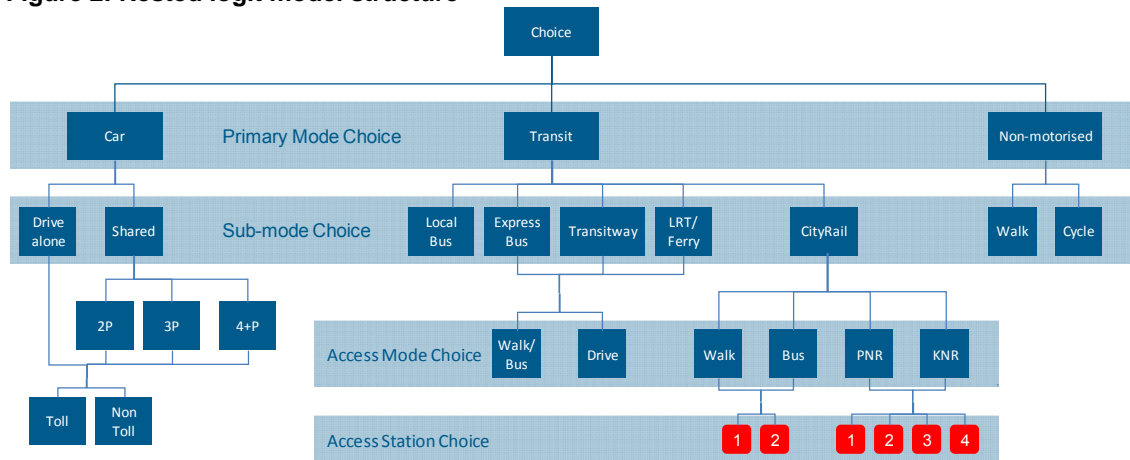 Figure 2: Nested logit model structure
Choice
Car
Primary Mode Choice
Transit
Non-motorised
Drive
alone
Shared
Sub-mode Choice
Local
Bus
Express
Bus
Transitway
LRT/
Ferry
CityRail
Walk
Cycle
2P
3P
4+P
Access Mode Choice
Walk/
Bus
Drive
Walk
Bus
PNR
KNR
Toll
Non
Toll
Access Station Choice
1
2
1
2
3
4